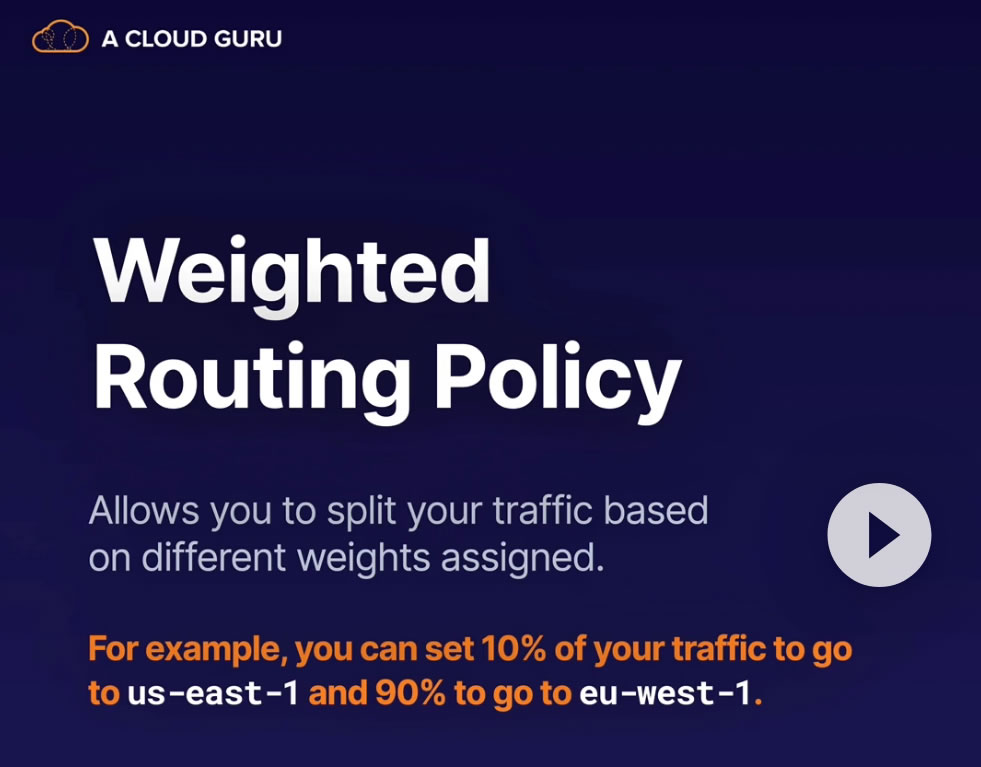 A CLOUD GURU
Weighted
Routing Policy
Allows you to split your traffic based
on different weights assigned.
For example, you can set 10% of your traffic to go
to us-east-1 and 90% to go to eu-west-1.